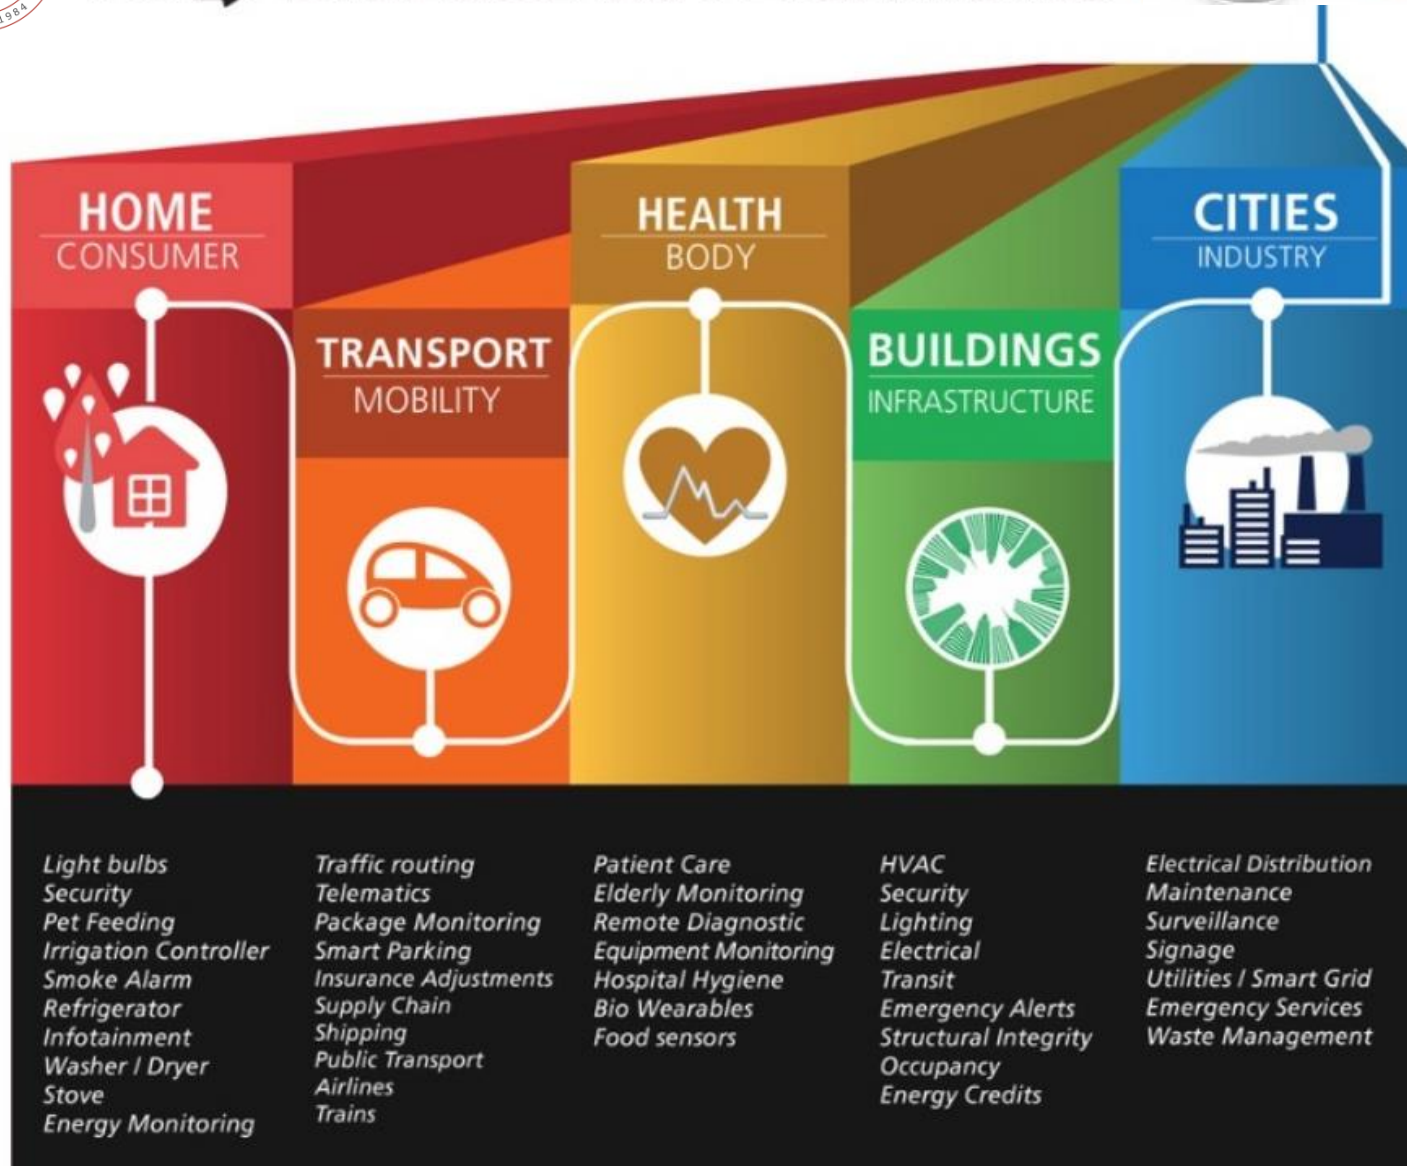 1984
HOME
CONSUMER
TRANSPORT
MOBILITY
HEALTH
BODY
BUILDINGS
INFRASTRUCTURE
CITIES
INDUSTRY
Light bulbs
Security
Pet Feeding
Irrigation Controller
Smoke Alarm
Refrigerator
Infotainment
Washer / Dryer
Stove
Energy Monitoring
Traffic routing
Telematics
Package Monitoring
Smart Parking
Insurance Adjustments
Supply Chain
Shipping
Public Transport
Airlines
Trains
Patient Care
Elderly Monitoring
Remote Diagnostic
Equipment Monitoring
Hospital Hygiene
Bio Wearables
Food sensors
HVAC
Security
Lighting
Electrical
Transit
Emergency Alerts
Structural Integrity
Occupancy
Energy Credits
Electrical Distribution
Maintenance
Surveillance
Signage
Utilities / Smart Grid
Emergency Services
Waste Management